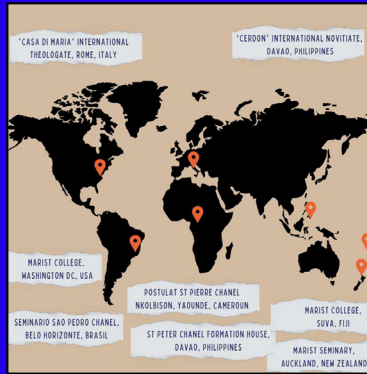 'CASA DI MARIA' INTERNATIONAL
THEOLOGATE, ROME, ITALY
'CERDON' INTERNATIONAL NOVITIATE,
DAVAO, PHILIPPINES
MARIST COLLEGE,
WASHINGTON DC, USA
POSTULAT ST PIERRE CHANEL
NKOLBISON, YAOUNDE, CAMEROUN
MARIST COLLEGE,
SUVA, FIJI
SEMINARIO SAO PEDRO CHANEL,
BELO HORIZONTE, BRASIL
ST PETER CHANEL FORMATION HOUSE,
DAVAO, PHILIPPINES
MARIST SEMINARY,
AUCKLAND, NEW ZEALAND